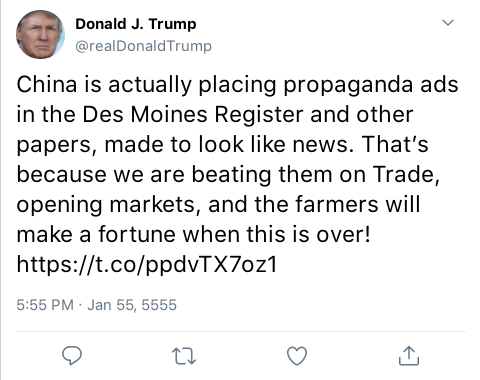 Donald J. Trump
@realDonaldTrump
China is actually placing propaganda ads
in the Des Moines Register and other
papers, made to look like news. That’s
because we are beating them on Trade,
opening markets, and the farmers will
make a fortune when this is over!
https://t.co/ppdvTX7oz1
5:55 PM · Jan 55, 5555